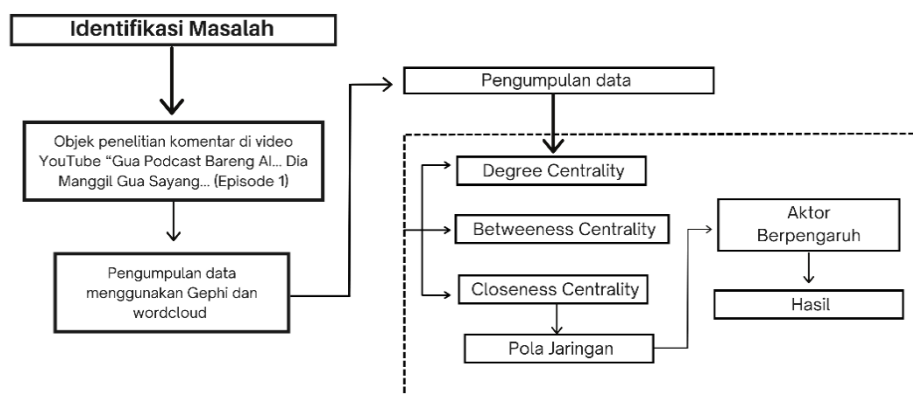 Identifikasi Masalah
Objek penelitian komentar di video
YouTube “Gua Podcast Bareng AI... Dia
Manggil Gua Sayang... (Episode 1)
Pengumpulan data
menggunakan Gephi dan
wordcloud
Pengumpulan data
Degree Centrality
Betweeness Centrality
Closeness Centrality
Pola Jaringan
Aktor
Berpengaruh
Hasil